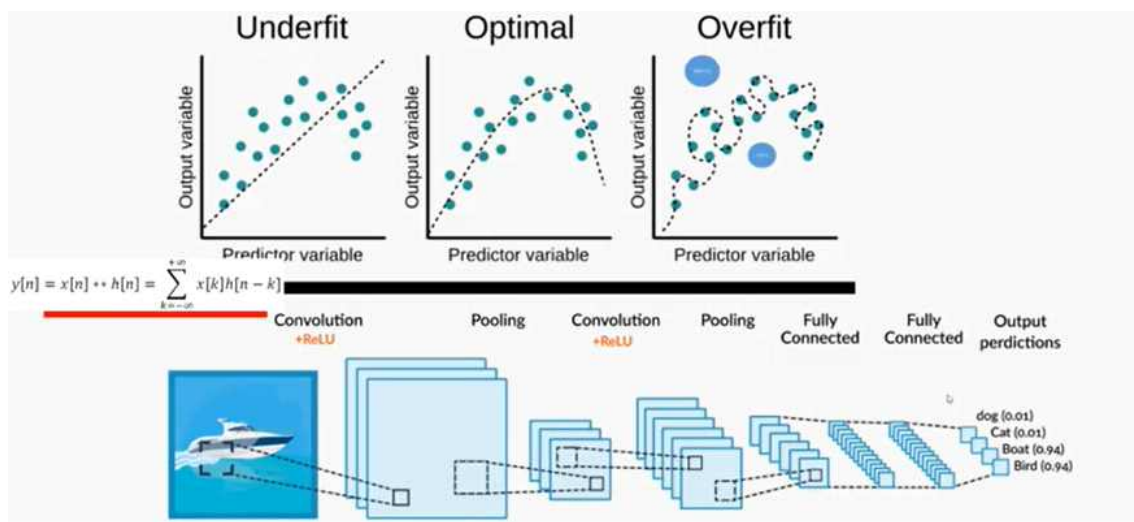 Underfit
Optimal
Overfit
Output variable
Output variable
Output variable
Predictor variable
Predictor variable
Predictor variable
y[n] = x[n] ** h[n] = +∞ ∑ k=−∞ x[k]h[n − k]
Convolution
+ReLU
Pooling
Convolution
+ReLU
Pooling
Fully
Connected
Fully
Connected
Output
perdictions
dog (0.01)
Cat (0.01)
Boat (0.94)
Bird (0.94)